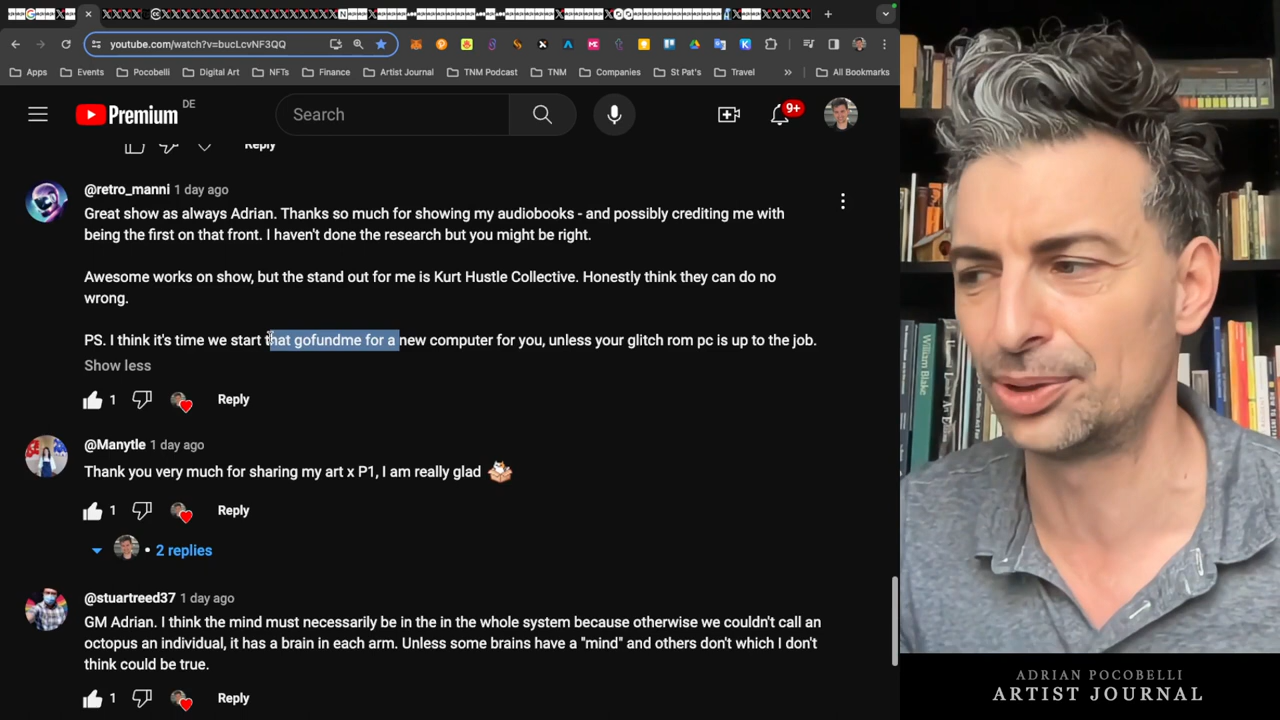 youtube.com/watch?v=bucLcvNF3QQ
Apps Events Pocobelli Digital Art NFTs Finance Artist Journal TNM Podcast TNM Companies St Pat's Travel » All Bookmarks
Premium DE
Search
9+
Reply
@retro_manni 1 day ago
Great show as always Adrian. Thanks so much for showing my audiobooks - and possibly crediting me with
being the first on that front. I haven't done the research but you might be right.
Awesome works on show, but the stand out for me is Kurt Hustle Collective. Honestly think they can do no
wrong.
PS. I think it's time we start that gofundme for a new computer for you, unless your glitch rom pc is up to the job.
Show less
1 Reply
@Manytle 1 day ago
Thank you very much for sharing my art x P1, I am really glad
1 Reply
• 2 replies
@stuartreed37 1 day ago
GM Adrian. I think the mind must necessarily be in the in the whole system because otherwise we couldn't call an
octopus an individual, it has a brain in each arm. Unless some brains have a "mind" and others don't which I don't
think could be true.
1 Reply
William Blake
ADRIAN POCOBELLI
ARTIST JOURNAL